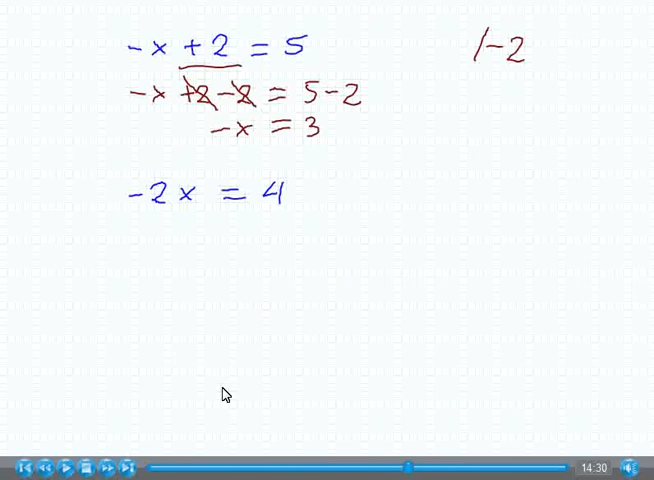 -x + 2 = 5 /-2
-x +2 -2 = 5-2
-x = 3
-2x = 4
14:30